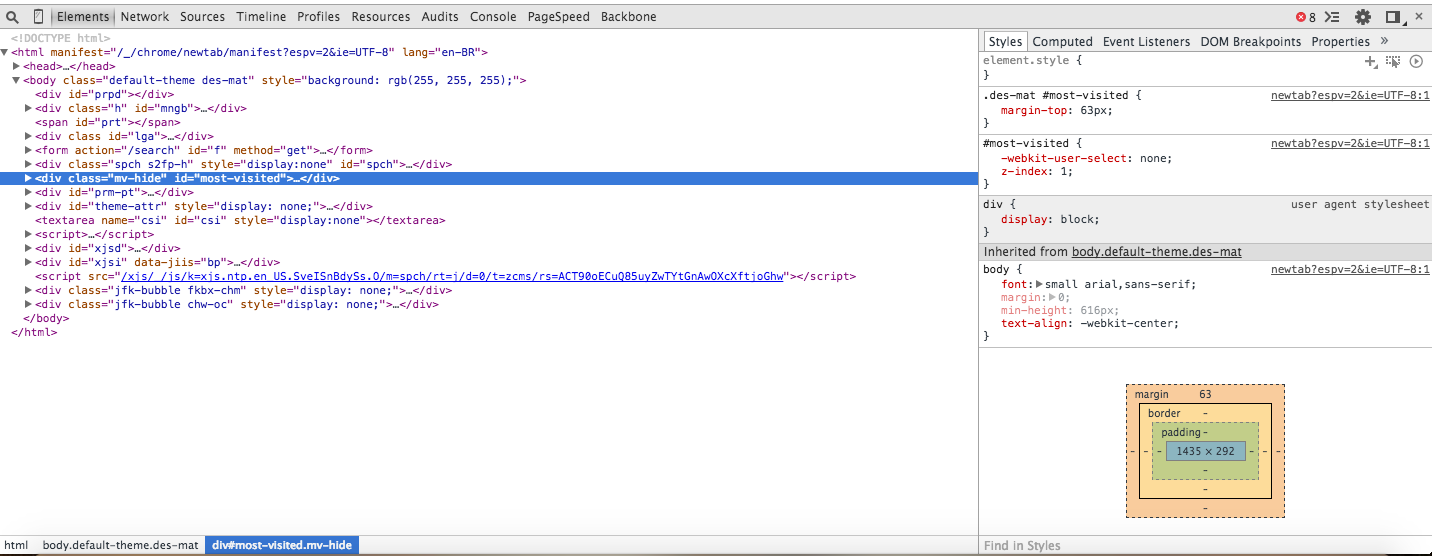 Elements Network Sources Timeline Profiles Resources Audits Console PageSpeed Backbone 8
<!DOCTYPE html>
<html manifest="/_/chrome/newtab/manifest?espv=2&ie=UTF-8" lang="en-BR">
<head>…</head>
<body class="default-theme des-mat" style="background: rgb(255, 255, 255);">
<div id="prpd"></div>
<div class="h" id="mngb">…</div>
<span id="prt"></span>
<div class id="lga">…</div>
<form action="/search" id="f" method="get">…</form>
<div class="spch s2fp-h" style="display:none" id="spch">…</div>
<div class="mv-hide" id="most-visited">…</div>
<div id="prm-pt">…</div>
<div id="theme-attr" style="display: none;">…</div>
<textarea name="csi" id="csi" style="display:none"></textarea>
<script>…</script>
<div id="xjsd">…</div>
<div id="xjsi" data-jiis="bp">…</div>
<script src="/xjs/_/js/k=xjs.ntp.en_US.SveISnBdySs.O/m=spch/rt=j/d=0/t=zcms/rs=ACT90oECuQ85uyZwTYtGnAwOXcXftjoGhw"></script>
<div class="jfk-bubble fkbx-chm" style="display: none;">…</div>
<div class="jfk-bubble chw-oc" style="display: none;">…</div>
</body>
</html>
html body.default-theme.des-mat div#most-visited.mv-hide
Styles Computed Event Listeners DOM Breakpoints Properties »
element.style {
}
.des-mat #most-visited { newtab?espv=2&ie=UTF-8:1
margin-top: 63px;
}
#most-visited { newtab?espv=2&ie=UTF-8:1
-webkit-user-select: none;
z-index: 1;
}
div { user agent stylesheet
display: block;
}
Inherited from body.default-theme.des-mat
body { newtab?espv=2&ie=UTF-8:1
font: small arial,sans-serif;
margin: 0;
min-height: 616px;
text-align: -webkit-center;
}
margin 63
border -
padding -
- - - 1435 × 292 - - -
-
-
-
Find in Styles